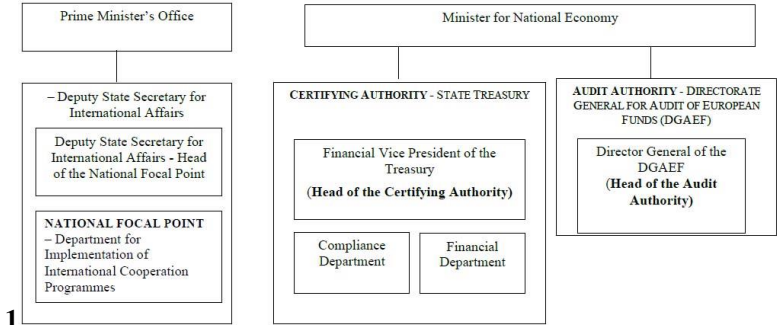 Prime Minister's Office
Minister for National Economy
– Deputy State Secretary for
International Affairs
Deputy State Secretary for
International Affairs - Head
of the National Focal Point
NATIONAL FOCAL POINT
– Department for
Implementation of
International Cooperation
Programmes
CERTIFYING AUTHORITY - STATE TREASURY
Financial Vice President of the
Treasury
(Head of the Certifying Authority)
Compliance
Department
Financial
Department
AUDIT AUTHORITY - DIRECTORATE
GENERAL FOR AUDIT OF EUROPEAN
FUNDS (DGAEF)
Director General of the
DGAEF
(Head of the Audit
Authority)
1